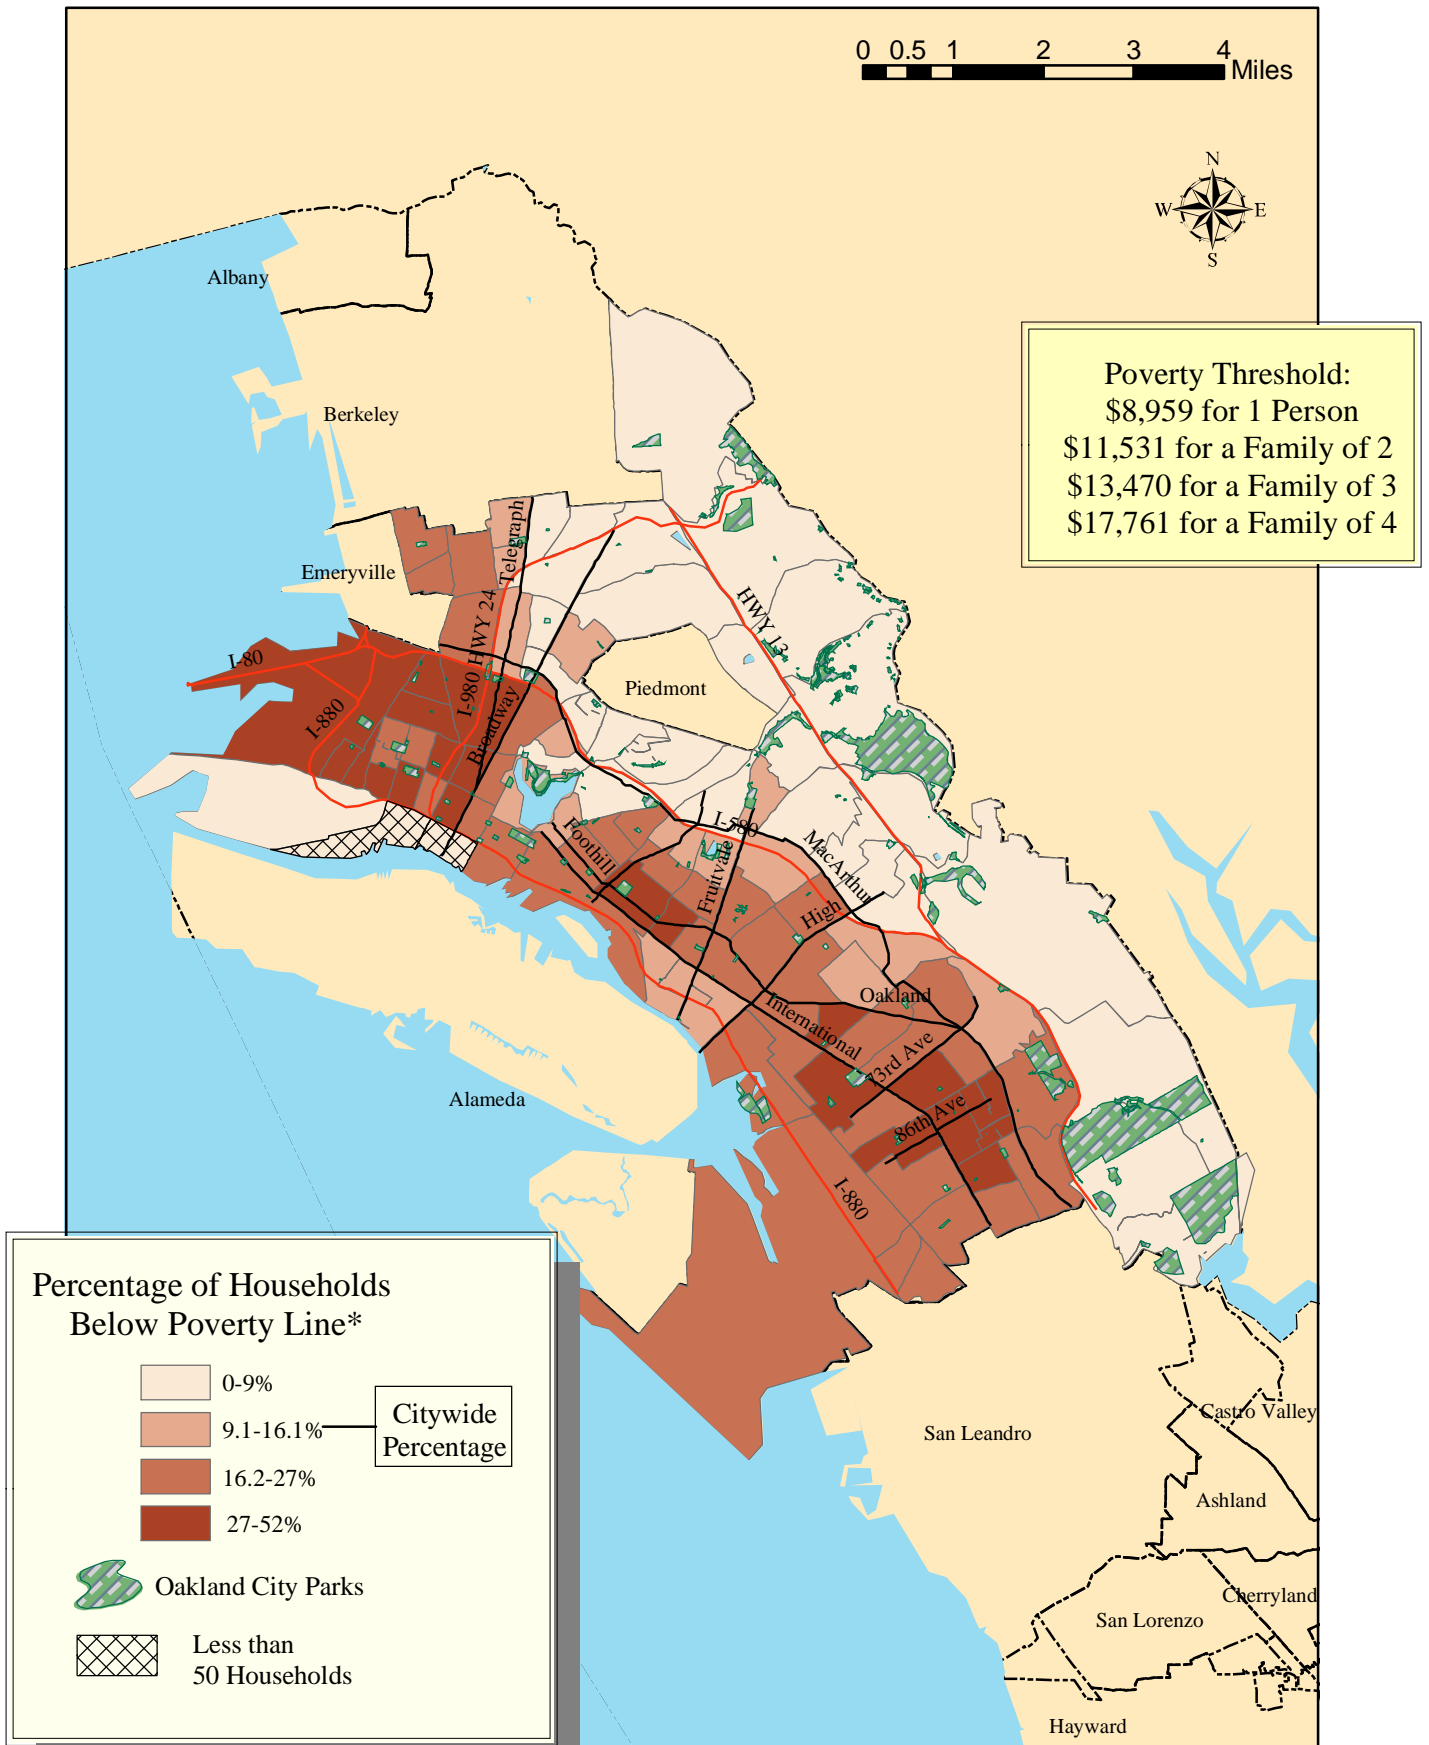 0 0.5 1 2 3 4
Miles
N
W E
S
Albany
Poverty Threshold:
$8,959 for 1 Person
$11,531 for a Family of 2
$13,470 for a Family of 3
$17,761 for a Family of 4
Berkeley
Telegraph
Emeryville
HWY 24
HWY 13
I-80
I-980
Piedmont
I-880
Broadway
I-580
Foothill
MacArthur
Fruitvale
High
Oakland
International
73rd Ave
Alameda
86th Ave
I-880
Percentage of Households
Below Poverty Line*
0-9%
9.1-16.1%
Citywide
Percentage
16.2-27%
27-52%
Oakland City Parks
Less than
50 Households
Castro Valley
San Leandro
Ashland
Cherryland
San Lorenzo
Hayward